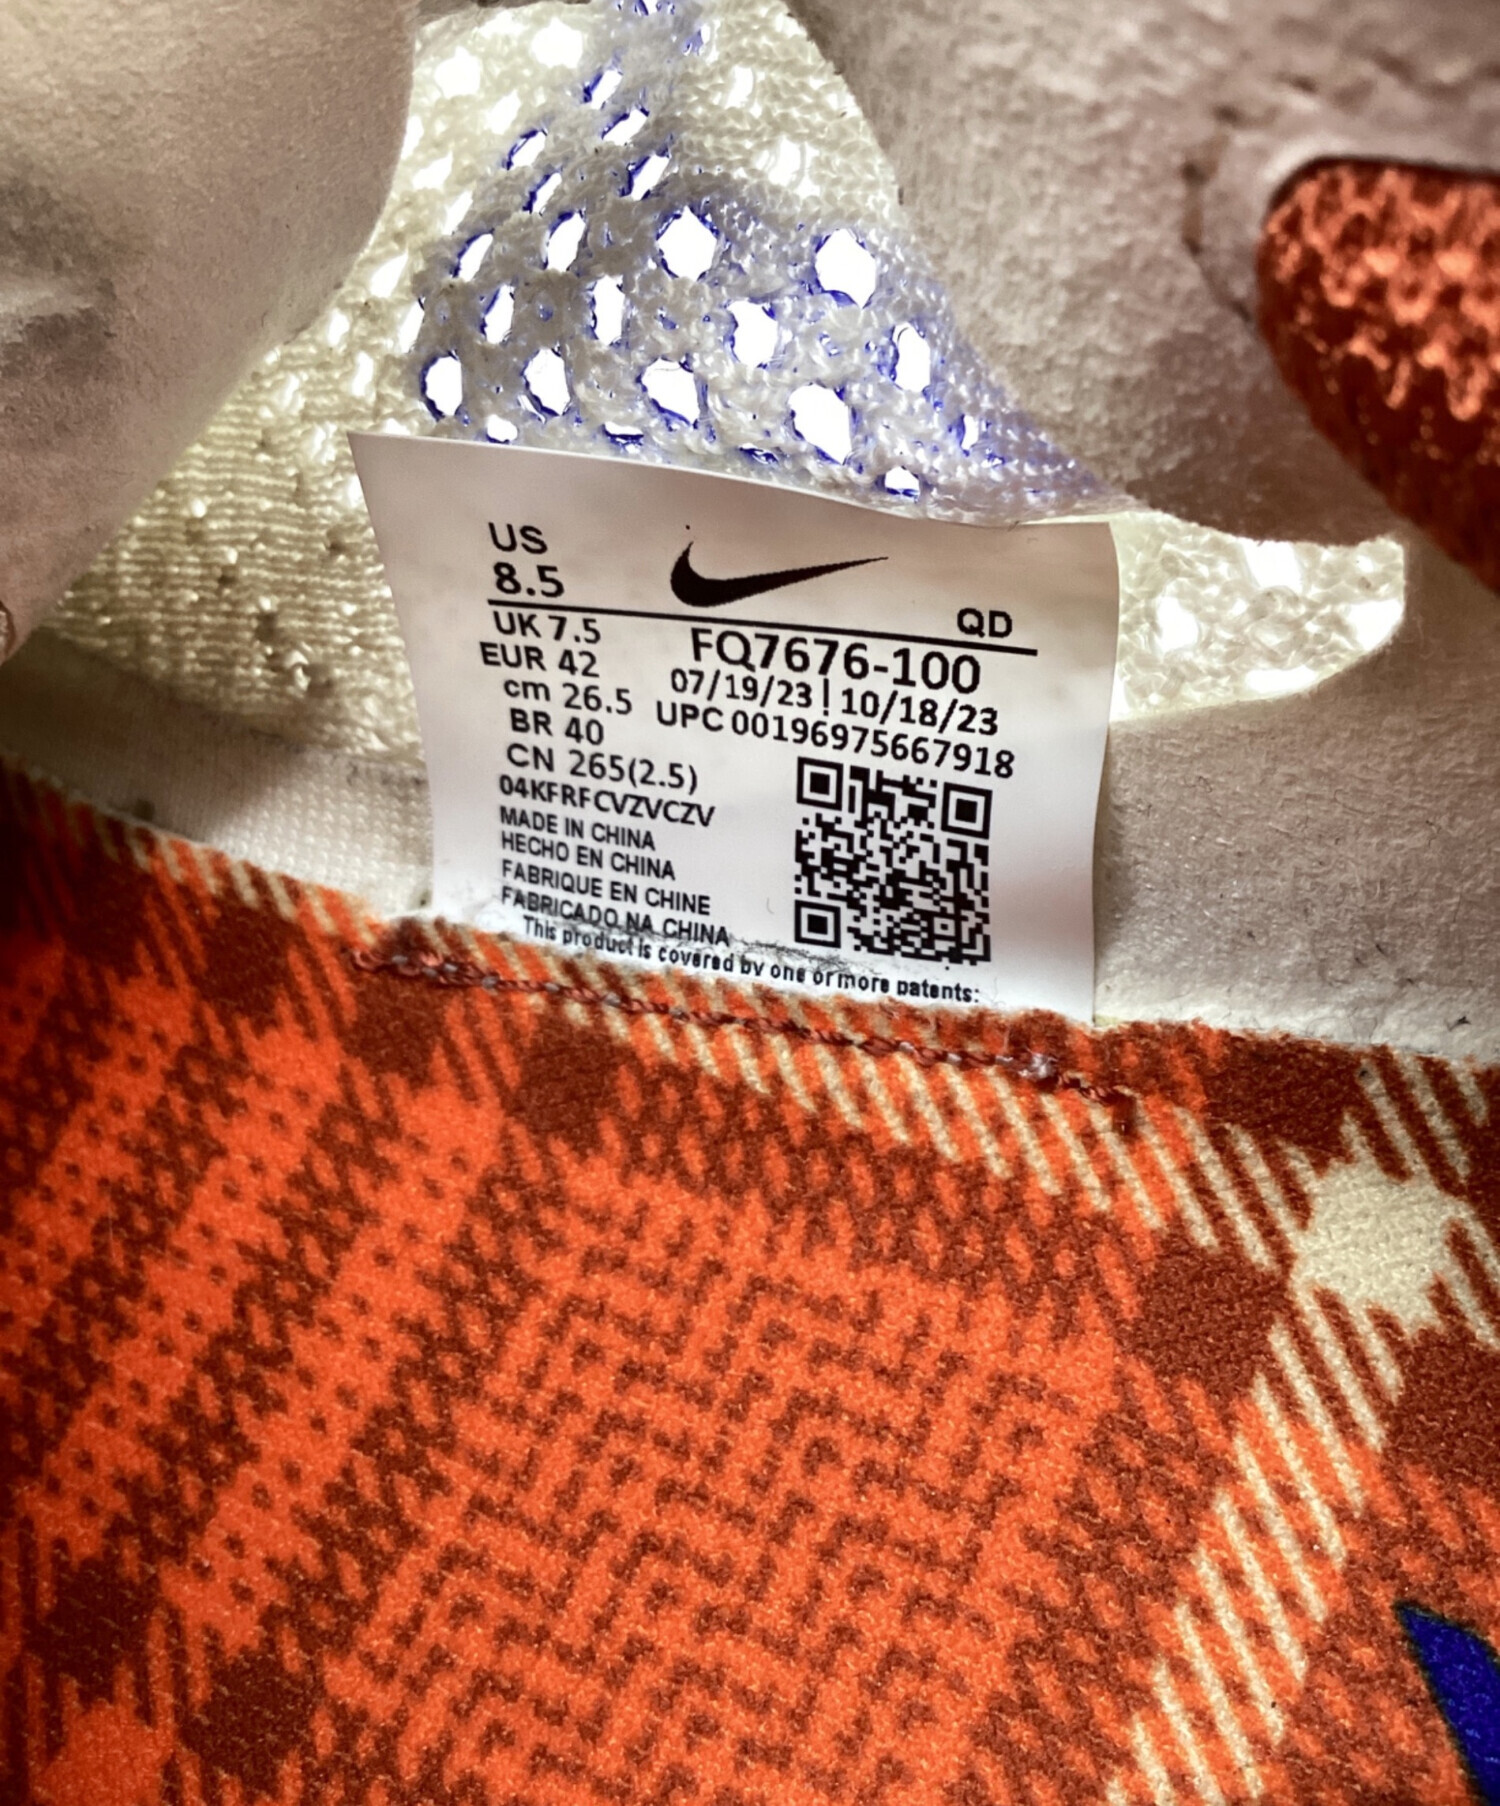 US
8.5
QD
UK 7.5
EUR 42
cm 26.5
BR 40
CN 265(2.5)
FQ7676-100
07/19/23 | 10/18/23
UPC 00196975667918
04KFRFCVZVCZV
MADE IN CHINA
HECHO EN CHINA
FABRIQUE EN CHINE
FABRICADO NA CHINA
This product is covered by one or more patents: